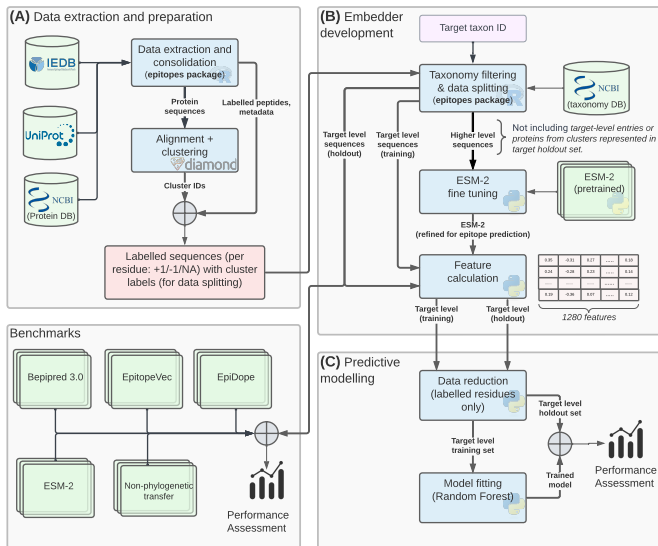 (A) Data extraction and preparation
IEDB
UniProt
NCBI
(Protein DB)
Data extraction and
consolidation
(epitopes package)
Protein
sequences
Labelled peptides,
metadata
Alignment +
clustering
diamond
Cluster IDs
Labelled sequences (per
residue: +1/-1/NA) with cluster
labels (for data splitting)
(B) Embedder
development
Target taxon ID
Taxonomy filtering
& data splitting
(epitopes package)
NCBI
(taxonomy DB)
Target level
sequences
(holdout)
Target level
sequences
(training)
Higher level
sequences
Not including target-level entries or
proteins from clusters represented in
target holdout set.
ESM-2
fine tuning
ESM-2
(pretrained)
ESM-2
(refined for epitope prediction)
Feature
calculation
0.35 -0.31 0.27 ..... 0.19
0.24 -0.28 0.23 ..... 0.14
..... ..... ..... ..... .....
0.19 -0.36 0.07 ..... 0.12
1280 features
Target level
(training)
Target level
(holdout)
Benchmarks
Bepipred 3.0
EpitopeVec
EpiDope
ESM-2
Non-phylogenetic
transfer
Performance
Assessment
(C) Predictive
modelling
Data reduction
(labelled residues
only)
Target level
holdout set
Target level
training set
Model fitting
(Random Forest)
Trained
model
Performance
Assessment